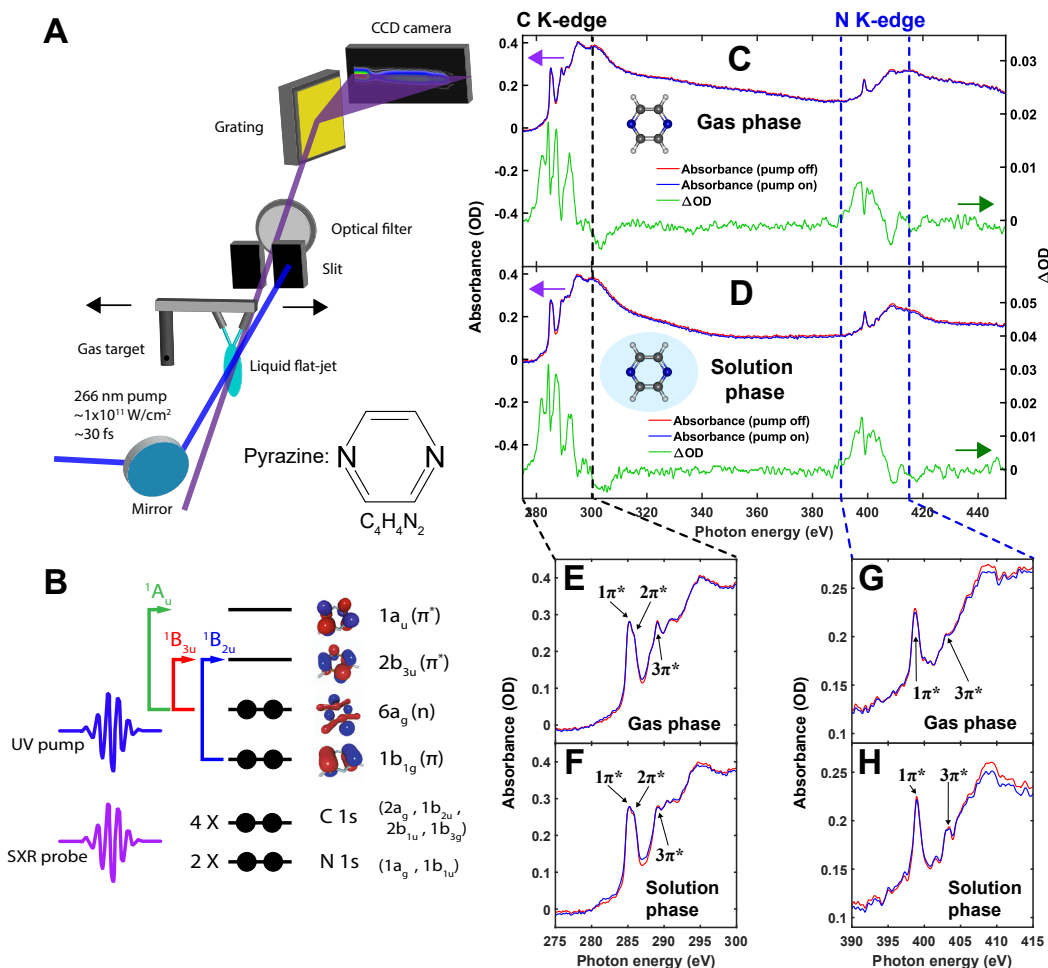 A
CCD camera
Grating
Optical filter
Slit
Gas target
Liquid flat-jet
266 nm pump
~1x10¹¹ W/cm²
~30 fs
Mirror
Pyrazine:
N
N
C₄H₄N₂
B
¹Aᵤ
¹B₃ᵤ
¹B₂ᵤ
1aᵤ (π*)
2b₃ᵤ (π*)
6a_g (n)
1b₁g (π)
UV pump
SXR probe
4 X
C 1s
(2a_g , 1b₂ᵤ ,
2b₁ᵤ , 1b₃g)
2 X
N 1s
(1a_g , 1b₁ᵤ)
C K-edge
N K-edge
C
Gas phase
Absorbance (pump off)
Absorbance (pump on)
ΔOD
0.4
0.2
0
-0.2
-0.4
0.03
0.02
0.01
0
D
Solution
phase
Absorbance (pump off)
Absorbance (pump on)
ΔOD
0.4
0.2
0
-0.2
-0.4
0.05
0.04
0.03
0.02
0.01
0
Absorbance (OD)
ΔOD
275 280 300 320 340 360 380 400 420 440
Photon energy (eV)
E
1π*
2π*
3π*
Gas phase
0.4
0.3
0.2
0.1
0
F
1π*
2π*
3π*
Solution
phase
0.4
0.3
0.2
0.1
0
Absorbance (OD)
275 280 285 290 295 300
Photon energy (eV)
G
1π*
3π*
Gas phase
0.25
0.2
0.15
0.1
H
1π*
3π*
Solution
phase
0.25
0.2
0.15
0.1
Absorbance (OD)
390 395 400 405 410 415
Photon energy (eV)